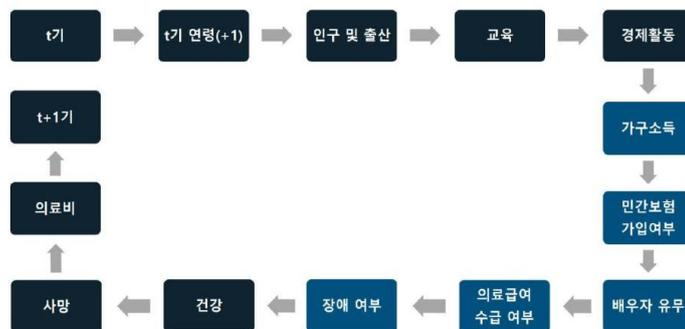 t기
t기 연령(+1)
인구 및 출산
교육
경제활동
가구소득
민간보험
가입여부
배우자 유무
의료급여
수급 여부
장애 여부
건강
사망
의료비
t+1기